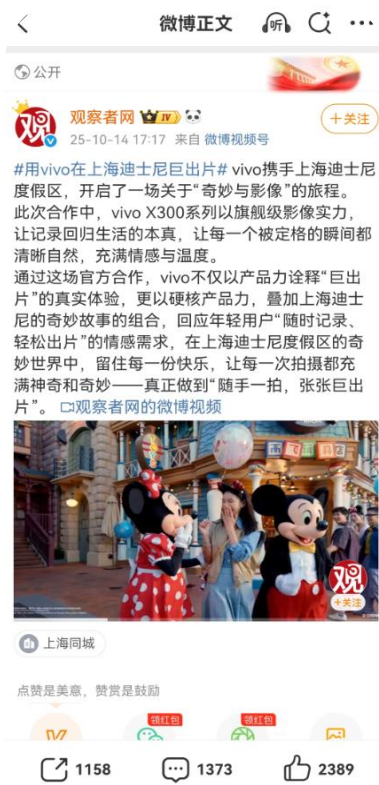 微博正文
听
公开
观察者网 IV
+关注
25-10-14 17:17 来自 微博视频号
#用vivo在上海迪士尼巨出片# vivo携手上海迪士尼
度假区，开启了一场关于“奇妙与影像”的旅程。
此次合作中，vivo X300系列以旗舰级影像实力，
让记录回归生活的本真，让每一个被定格的瞬间都
清晰自然，充满情感与温度。
通过这场官方合作，vivo不仅以产品力诠释“巨出
片”的真实体验，更以硬核产品力，叠加上海迪士
尼的奇妙故事的组合，回应年轻用户“随时记录、
轻松出片”的情感需求，在上海迪士尼度假区的奇
妙世界中，留住每一份快乐，让每一次拍摄都充
满神奇和奇妙——真正做到“随手一拍，张张巨出
片”。 观察者网的微博视频
观
+关注
上海同城
点赞是美意，赞赏是鼓励
领红包
领红包
1158
1373
2389